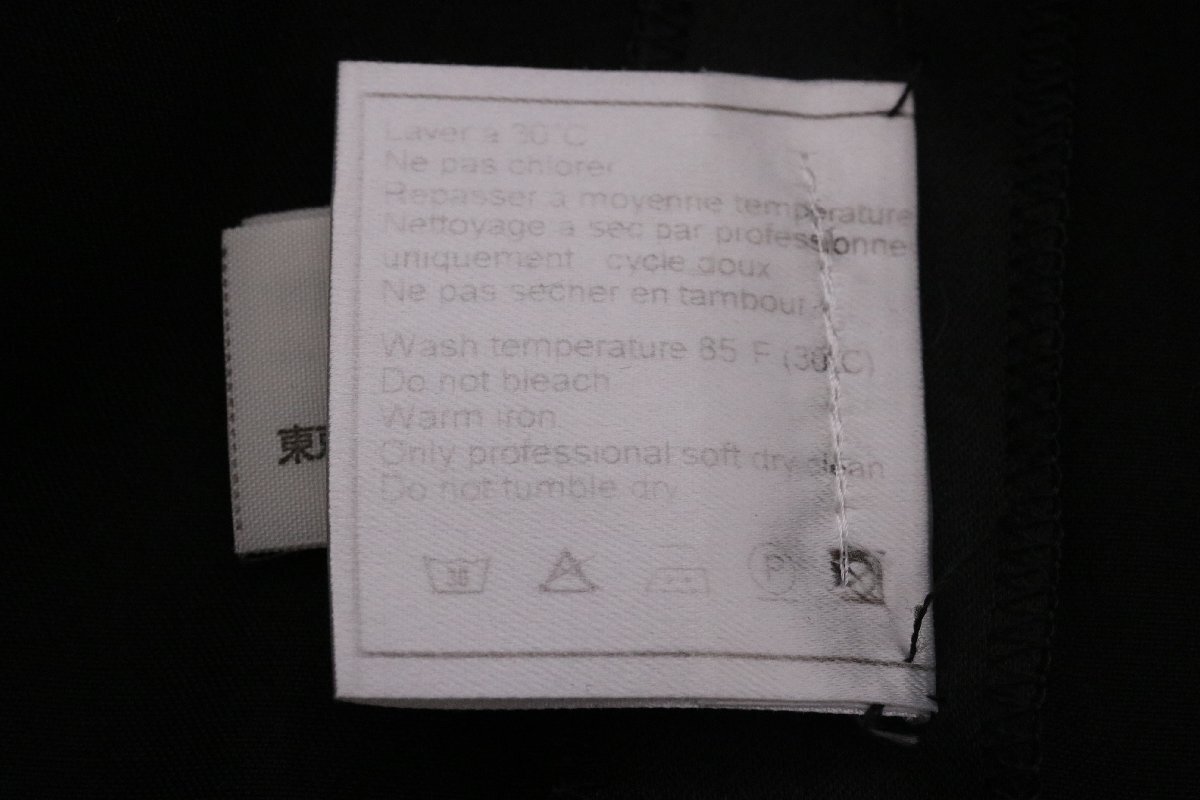 Laver à 30°C
Ne pas chlorer
Repasser à moyenne température
Nettoyage à sec par professionne
uniquement cycle doux
Ne pas sécher en tambour
Wash temperature 85 F (30°C)
Do not bleach
Warm iron
Only professional soft dry clean
Do not tumble dry
30
P
東京